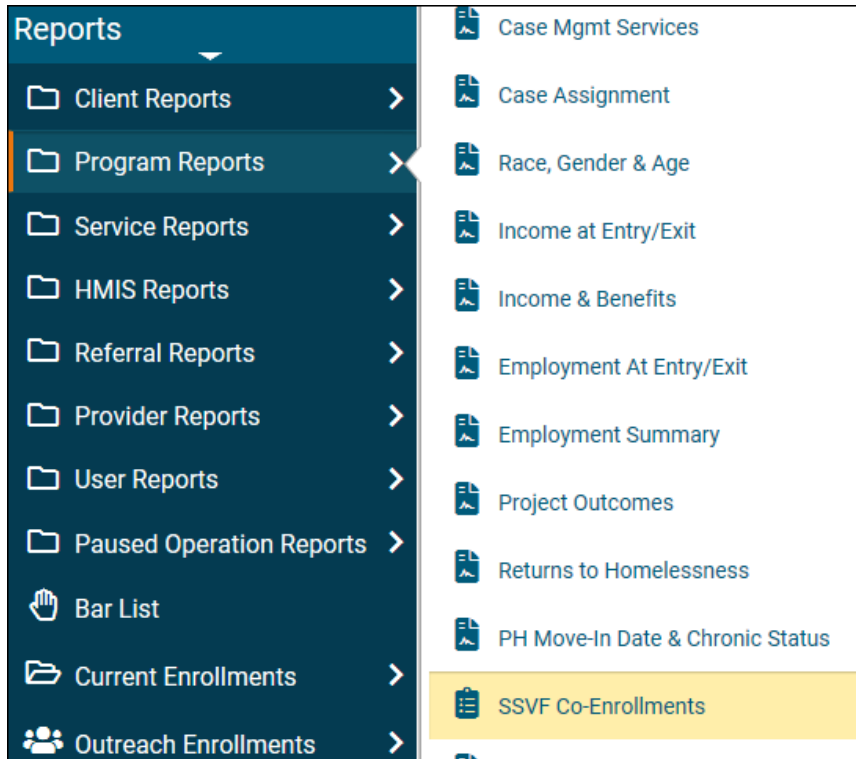 Reports
Client Reports
Program Reports
Service Reports
HMIS Reports
Referral Reports
Provider Reports
User Reports
Paused Operation Reports
Bar List
Current Enrollments
Outreach Enrollments
Case Mgmt Services
Case Assignment
Race, Gender & Age
Income at Entry/Exit
Income & Benefits
Employment At Entry/Exit
Employment Summary
Project Outcomes
Returns to Homelessness
PH Move-In Date & Chronic Status
SSVF Co-Enrollments